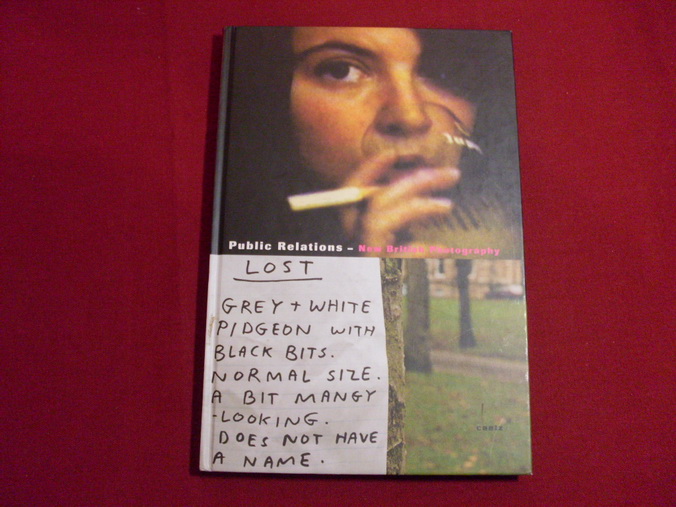 Public Relations – New British Photography
LOST
GREY + WHITE
PIDGEON WITH
BLACK BITS.
NORMAL SIZE.
A BIT MANGY
-LOOKING.
DOES NOT HAVE
A NAME.